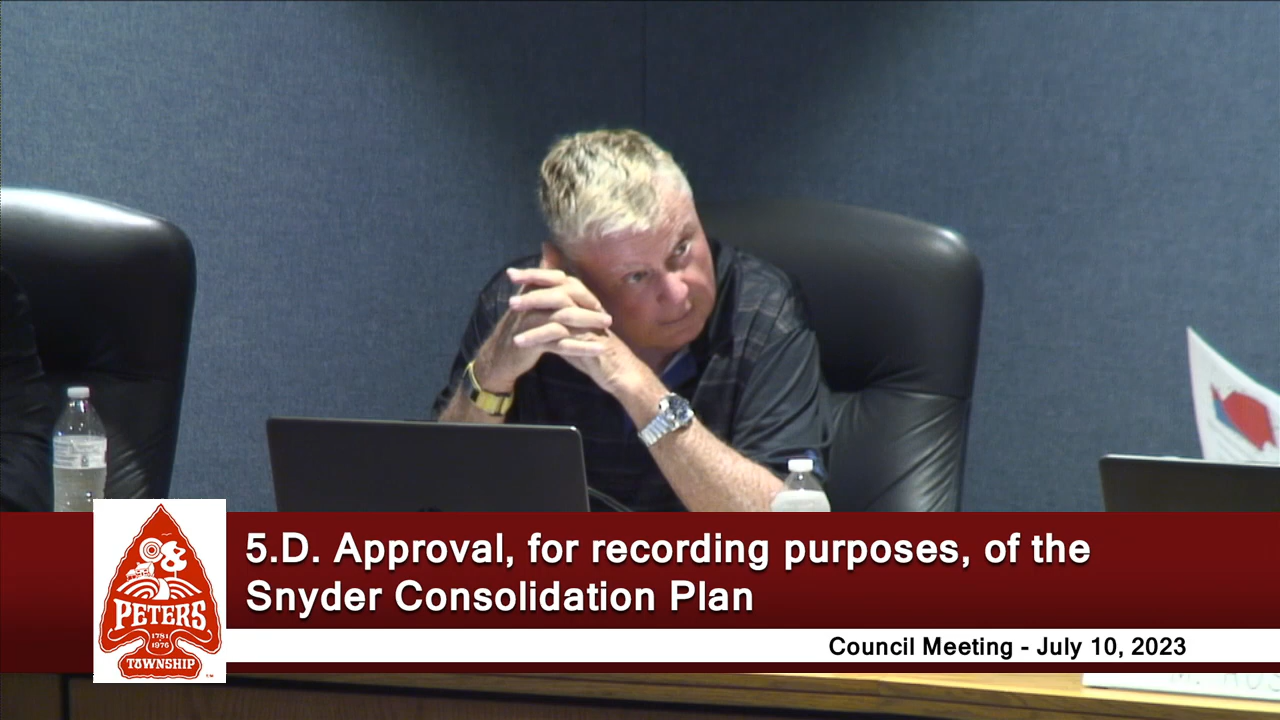 5.D. Approval, for recording purposes, of the
Snyder Consolidation Plan
Council Meeting - July 10, 2023
PETERS
1781
1976
TOWNSHIP